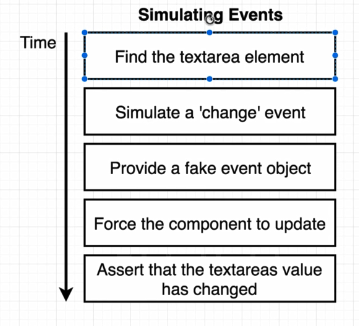 Simulating Events
Time
Find the textarea element
Simulate a 'change' event
Provide a fake event object
Force the component to update
Assert that the textareas value
has changed